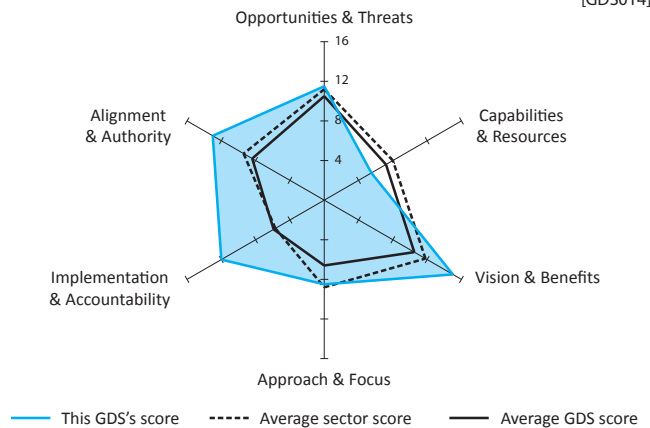 [GDS014]
Opportunities & Threats
16
12
8
4
Alignment
& Authority
Capabilities
& Resources
Implementation
& Accountability
Vision & Benefits
Approach & Focus
This GDS's score
Average sector score
Average GDS score